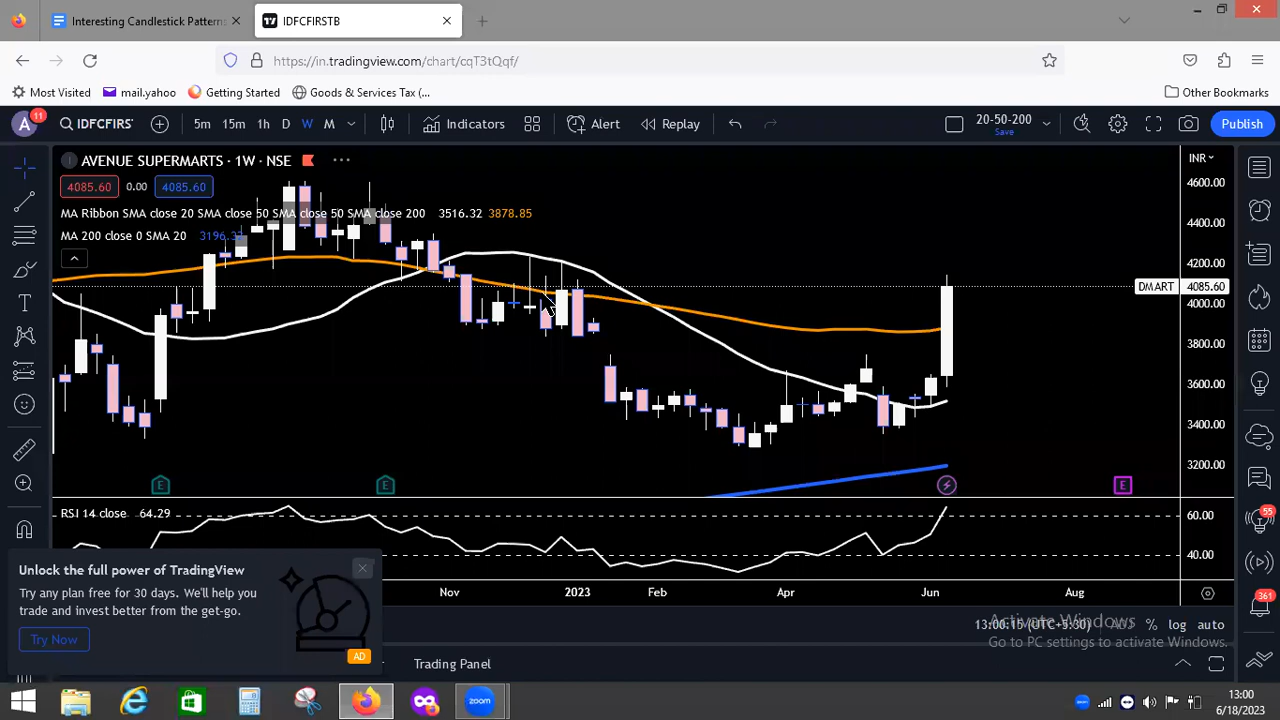 Interesting Candlestick Patterns
IDFCFIRSTB
https://in.tradingview.com/chart/cqT3tQqf/
Most Visited
mail.yahoo
Getting Started
Goods & Services Tax (...
Other Bookmarks
A
11
IDFCFIRS
5m 15m 1h D W M
Indicators
Alert
Replay
20-50-200
Save
Publish
AVENUE SUPERMARTS · 1W · NSE
INR
4085.60 0.00 4085.60
MA Ribbon SMA close 20 SMA close 50 SMA close 50 SMA close 200 3516.32 3878.85
MA 200 close 0 SMA 20
4600.00
4400.00
4200.00
DMART 4085.60
4000.00
3800.00
3600.00
3400.00
3200.00
E
E
E
RSI 14 close 64.29
60.00
40.00
55
Nov 2023 Feb Apr Jun Aug
Unlock the full power of TradingView
Try any plan free for 30 days. We'll help you
trade and invest better from the get-go.
Try Now
AD
(UTC+5:30) ADJ % log auto
361
Activate Windows
Go to PC settings to activate Windows.
Trading Panel
zoom
13:00
6/18/2023